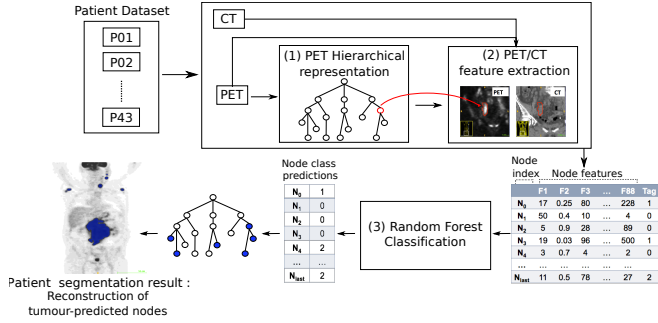 Patient Dataset
P01
P02
......
P43
CT
PET
(1) PET Hierarchical
representation
(2) PET/CT
feature extraction
PET
CT
Node
index
Node features
F1 F2 F3 ... F88 Tag
N0 17 0.25 80 ... 228 1
N1 50 0.4 10 ... 4 0
N2 5 0.9 28 ... 89 0
N3 19 0.03 96 ... 500 1
N4 3 0.7 4 ... 2 0
... ... ... ... ... ...
Nlast 11 0.5 78 ... 27 2
(3) Random Forest
Classification
Node class
predictions
N0 1
N1 0
N2 0
N3 0
N4 2
... ...
Nlast 2
Patient segmentation result :
Reconstruction of
tumour-predicted nodes